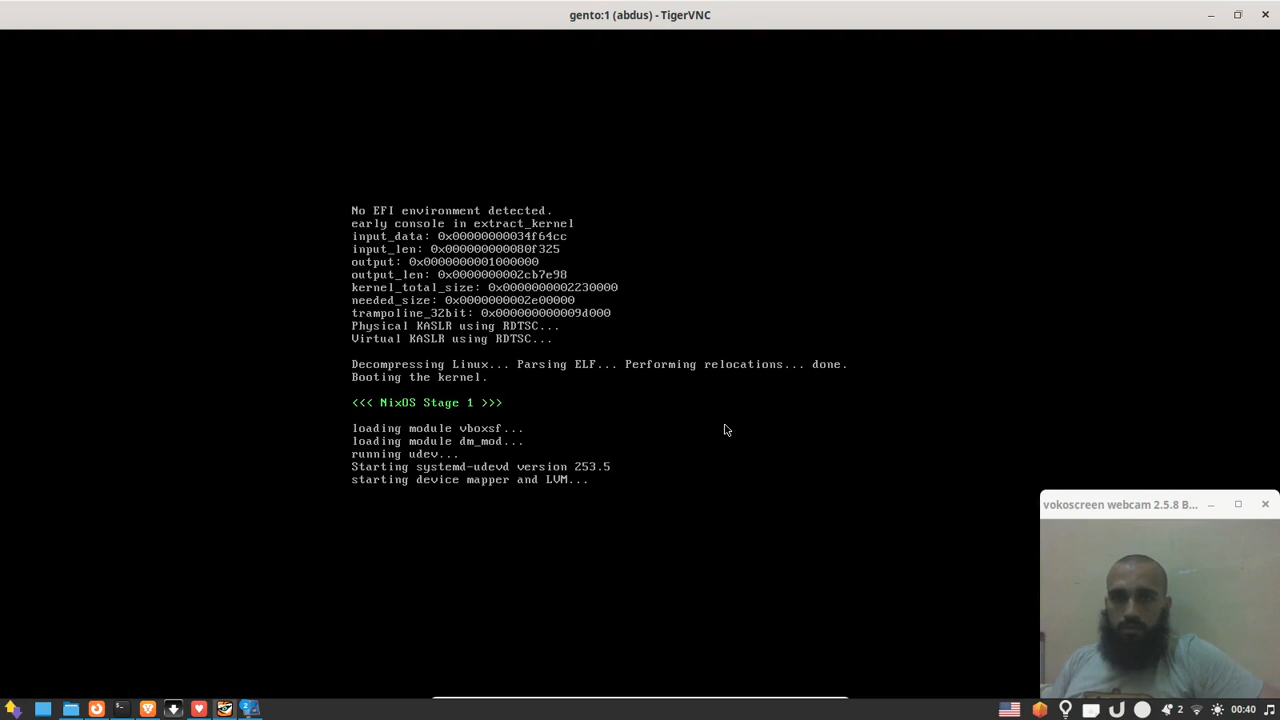 gento:1 (abdus) - TigerVNC
No EFI environment detected.
early console in extract_kernel
input_data: 0x00000000034f64cc
input_len: 0x000000000080f325
output: 0x0000000001000000
output_len: 0x0000000002cb7e98
kernel_total_size: 0x0000000002230000
needed_size: 0x0000000002e00000
trampoline_32bit: 0x000000000009d000
Physical KASLR using RDTSC...
Virtual KASLR using RDTSC...
Decompressing Linux... Parsing ELF... Performing relocations... done.
Booting the kernel.
<<< NixOS Stage 1 >>>
loading module vboxsf...
loading module dm_mod...
running udev...
Starting systemd-udevd version 253.5
starting device mapper and LVM...
vokoscreen webcam 2.5.8 B...
2 00:40